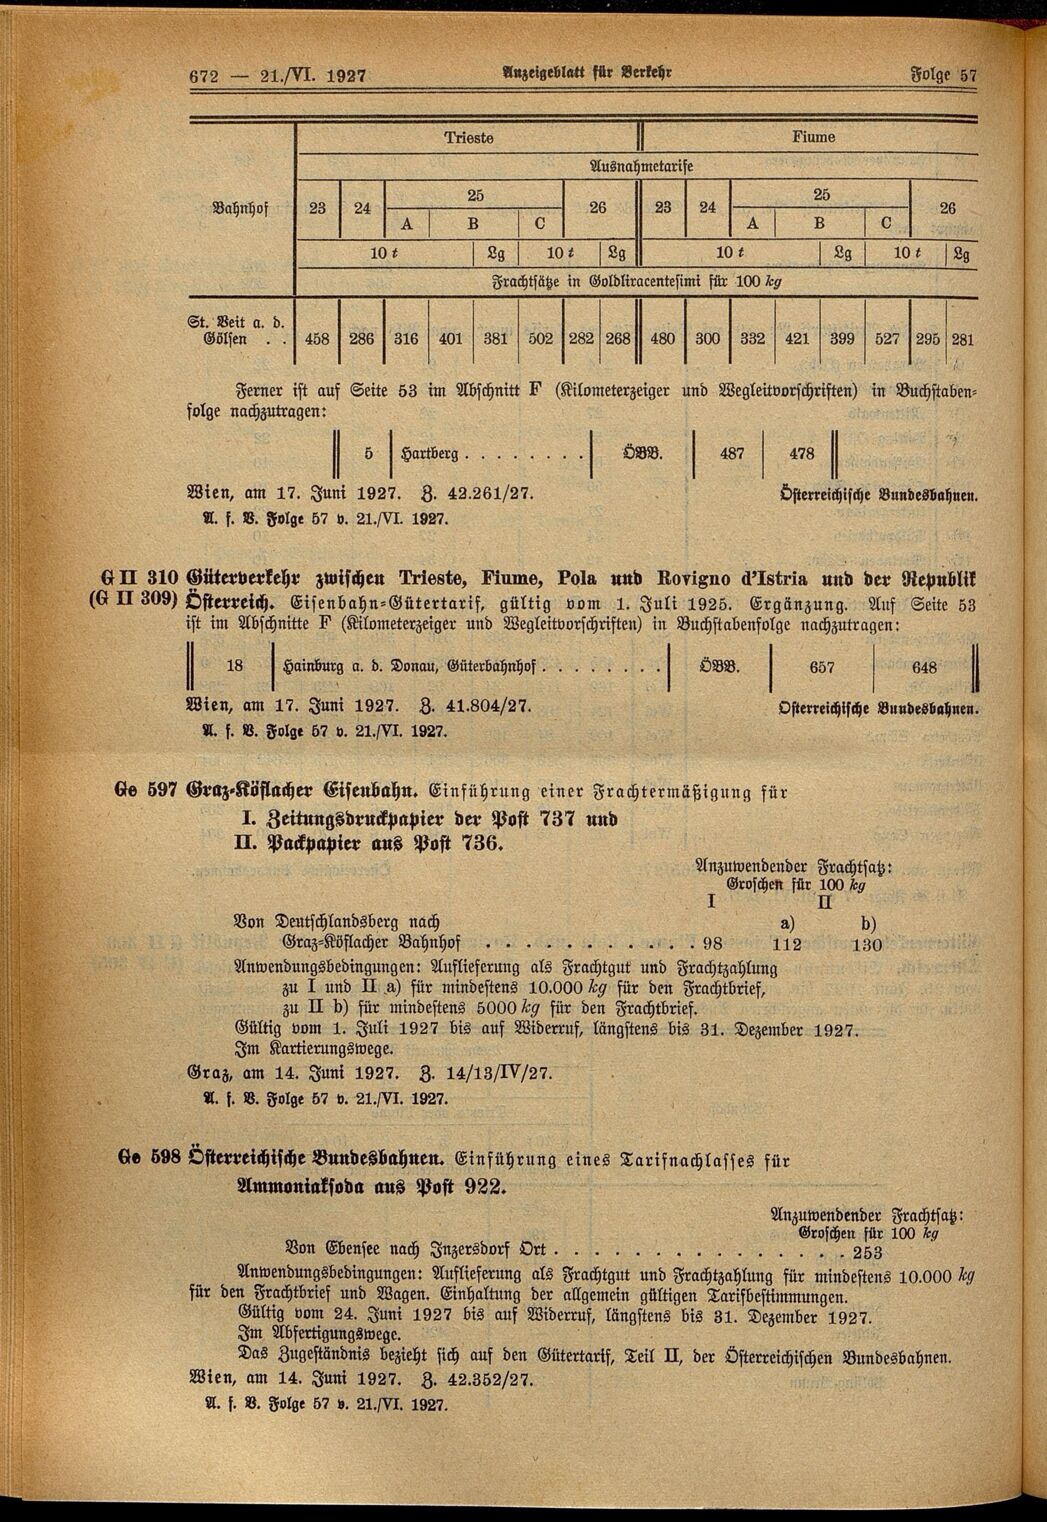 672 — 21./VI. 1927 Anzeigeblatt für Verkehr Folge 57
Trieste Fiume
Ausnahmetarife
Bahnhof 23 24 25 26 23 24 25 26
A B C A B C
10 t Lg 10 t Lg 10 t Lg 10 t Lg
Frachtsätze in Goldliracentesimi für 100 kg
St. Veit a. d.
Gölsen . . 458 286 316 401 381 502 282 268 480 300 332 421 399 527 295 281
Ferner ist auf Seite 53 im Abschnitt F (Kilometerzeiger und Wegleitvorschriften) in Buchstaben-
folge nachzutragen:
5 Hartberg . . . . . . . . ÖBB. 487 478
Wien, am 17. Juni 1927. Z. 42.261/27. Österreichische Bundesbahnen.
A. f. V. Folge 57 v. 21./VI. 1927.
G II 310 Güterverkehr zwischen Trieste, Fiume, Pola und Rovigno d'Istria und der Republik
(G II 309) Österreich. Eisenbahn-Gütertarif, gültig vom 1. Juli 1925. Ergänzung. Auf Seite 53
ist im Abschnitte F (Kilometerzeiger und Wegleitvorschriften) in Buchstabenfolge nachzutragen:
18 Hainburg a. d. Donau, Güterbahnhof . . . . . . . . ÖBB. 657 648
Wien, am 17. Juni 1927. Z. 41.804/27. Österreichische Bundesbahnen.
A. f. V. Folge 57 v. 21./VI. 1927.
Ge 597 Graz-Köflacher Eisenbahn. Einführung einer Frachtermäßigung für
I. Zeitungsdruckpapier der Post 737 und
II. Packpapier aus Post 736.
Anzuwendender Frachtsatz:
Groschen für 100 kg
I II
Von Deutschlandsberg nach a) b)
Graz-Köflacher Bahnhof . . . . . . . . . . . . 98 112 130
Anwendungsbedingungen: Auflieferung als Frachtgut und Frachtzahlung
zu I und II a) für mindestens 10.000 kg für den Frachtbrief,
zu II b) für mindestens 5000 kg für den Frachtbrief.
Gültig vom 1. Juli 1927 bis auf Widerruf, längstens bis 31. Dezember 1927.
Im Kartierungswege.
Graz, am 14. Juni 1927. Z. 14/13/IV/27.
A. f. V. Folge 57 v. 21./VI. 1927.
Ge 598 Österreichische Bundesbahnen. Einführung eines Tarifnachlasses für
Ammoniaksoda aus Post 922.
Anzuwendender Frachtsatz:
Groschen für 100 kg
Von Ebensee nach Inzersdorf Ort . . . . . . . . . . . . . . . . 253
Anwendungsbedingungen: Auflieferung als Frachtgut und Frachtzahlung für mindestens 10.000 kg
für den Frachtbrief und Wagen. Einhaltung der allgemein gültigen Tarifbestimmungen.
Gültig vom 24. Juni 1927 bis auf Widerruf, längstens bis 31. Dezember 1927.
Im Abfertigungswege.
Das Zugeständnis bezieht sich auf den Gütertarif, Teil II, der Österreichischen Bundesbahnen.
Wien, am 14. Juni 1927. Z. 42.352/27.
A. f. V. Folge 57 v. 21./VI. 1927.